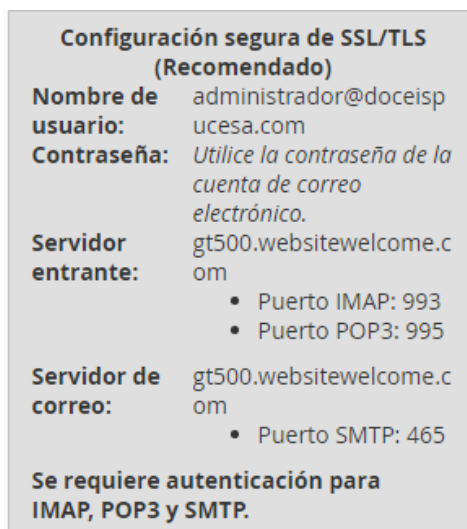 Configuración segura de SSL/TLS
(Recomendado)
Nombre de usuario: administrador@doceisp
ucesa.com
Contraseña: Utilice la contraseña de la
cuenta de correo
electrónico.
Servidor entrante: gt500.websitewelcome.c
om
• Puerto IMAP: 993
• Puerto POP3: 995
Servidor de correo: gt500.websitewelcome.c
om
• Puerto SMTP: 465
Se requiere autenticación para
IMAP, POP3 y SMTP.